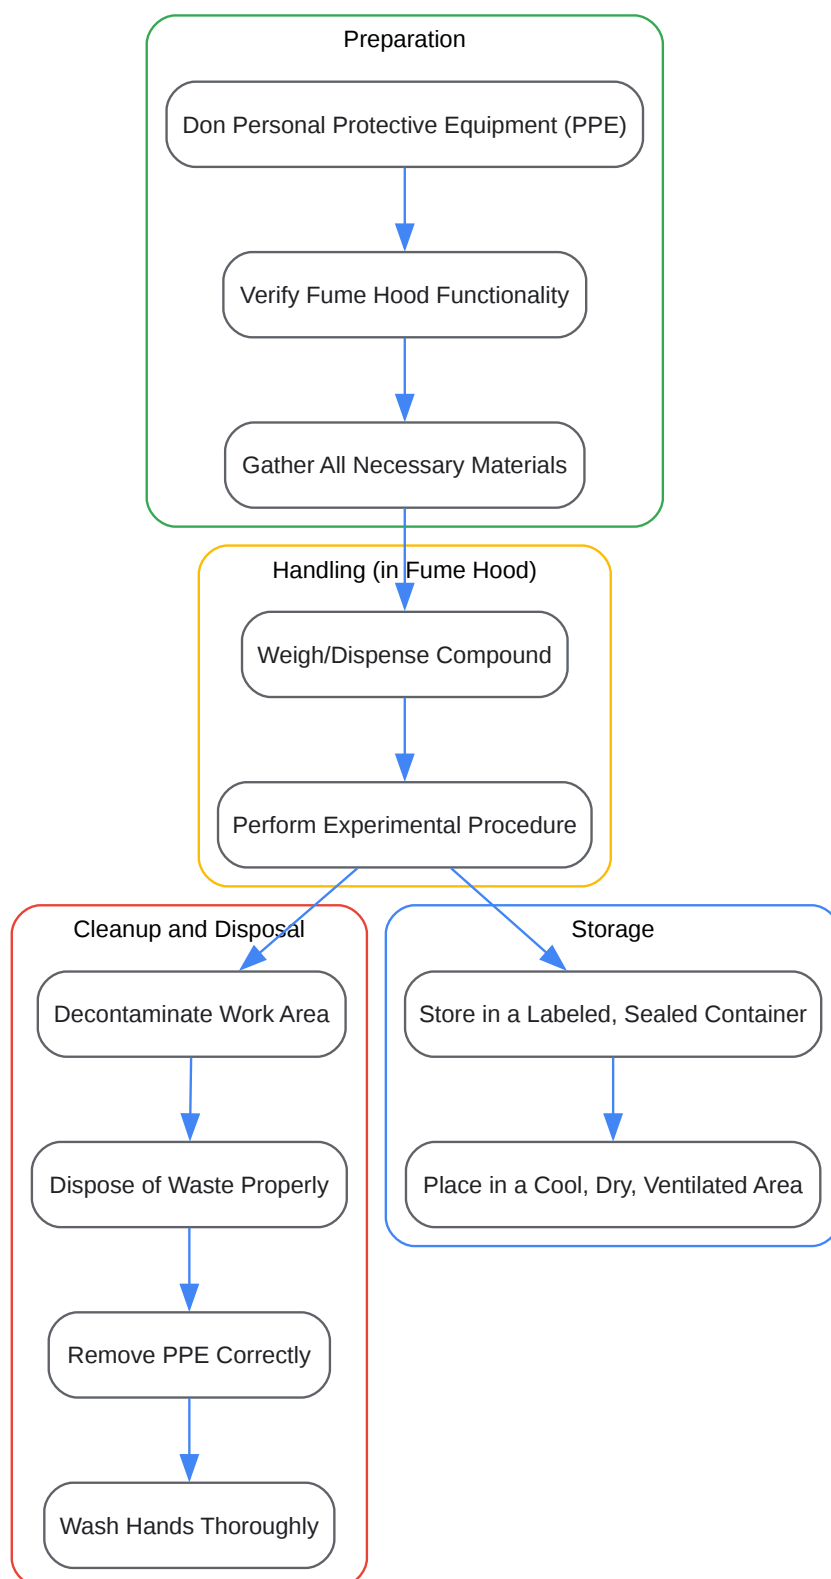 Preparation
Don Personal Protective Equipment (PPE)
Verify Fume Hood Functionality
Gather All Necessary Materials
Handling (in Fume Hood)
Weigh/Dispense Compound
Perform Experimental Procedure
Cleanup and Disposal
Decontaminate Work Area
Dispose of Waste Properly
Remove PPE Correctly
Wash Hands Thoroughly
Storage
Store in a Labeled, Sealed Container
Place in a Cool, Dry, Ventilated Area